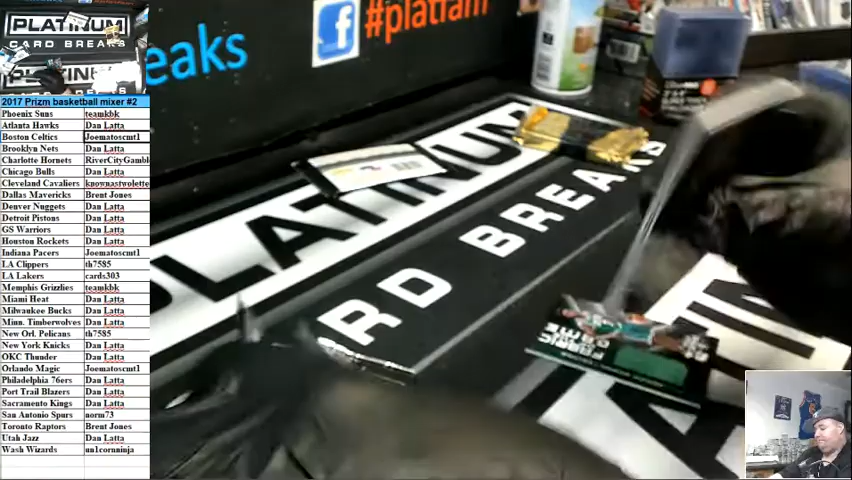 PLATINUM
CARD BREAKS
PLATINU
eaks
#platfam
2017 Prizm basketball mixer #2
Phoenix Suns teamkbk
Atlanta Hawks Dan Latta
Boston Celtics Joematoscmt1
Brooklyn Nets Dan Latta
Charlotte Hornets RiverCityGambl
Chicago Bulls Dan Latta
Cleveland Cavaliers
Dallas Mavericks Brent Jones
Denver Nuggets Dan Latta
Detroit Pistons Dan Latta
GS Warriors Dan Latta
Houston Rockets Dan Latta
Indiana Pacers Joematoscmt1
LA Clippers th7585
LA Lakers cards303
Memphis Grizzlies teamkbk
Miami Heat Dan Latta
Milwaukee Bucks Dan Latta
Minn. Timberwolves Dan Latta
New Orl. Pelicans th7585
New York Knicks Dan Latta
OKC Thunder Dan Latta
Orlando Magic Joematoscmt1
Philadelphia 76ers Dan Latta
Port Trail Blazers Dan Latta
Sacramento Kings Dan Latta
San Antonio Spurs norm73
Toronto Raptors Brent Jones
Utah Jazz Dan Latta
Wash Wizards un1cornninja
LATINUM
RD BREAKS
ATIN